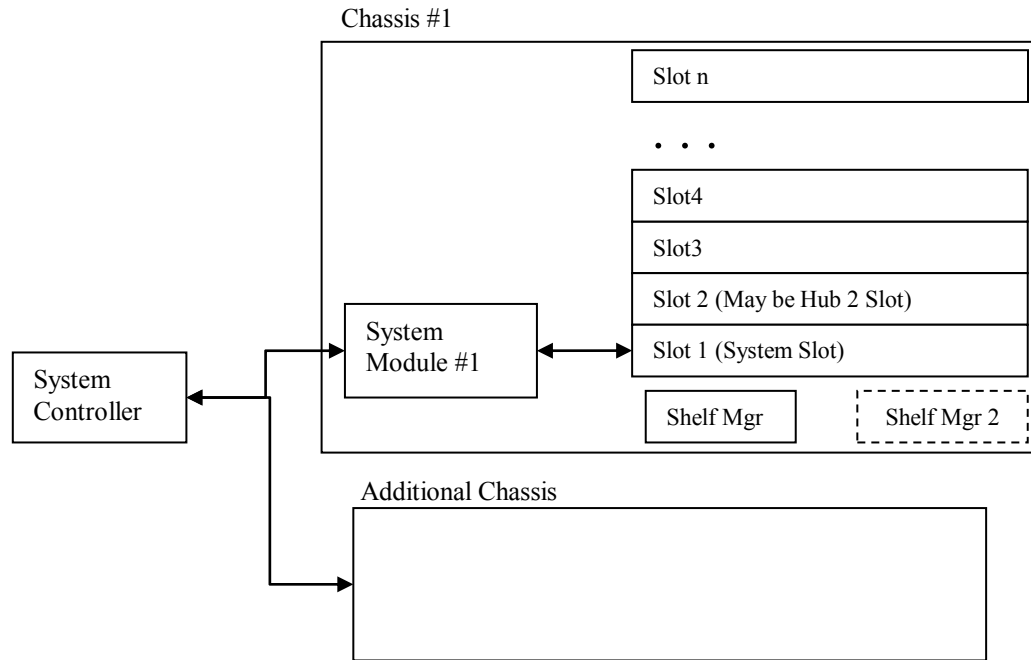 Chassis #1
Slot n
. . .
Slot4
Slot3
Slot 2 (May be Hub 2 Slot)
System
Module #1
Slot 1 (System Slot)
System
Controller
Shelf Mgr
Shelf Mgr 2
Additional Chassis